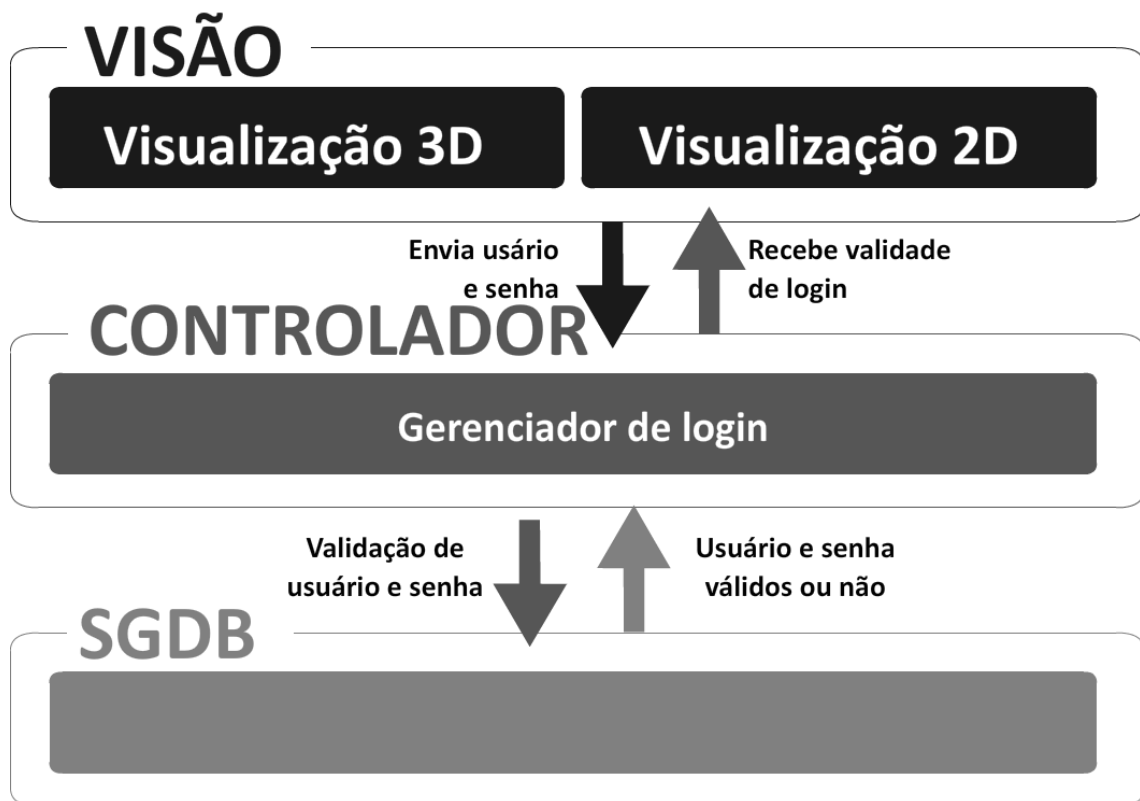 VISÃO
Visualização 3D
Visualização 2D
Envia usário
e senha
Recebe validade
de login
CONTROLADOR
Gerenciador de login
Validação de
usuário e senha
Usuário e senha
válidos ou não
SGDB